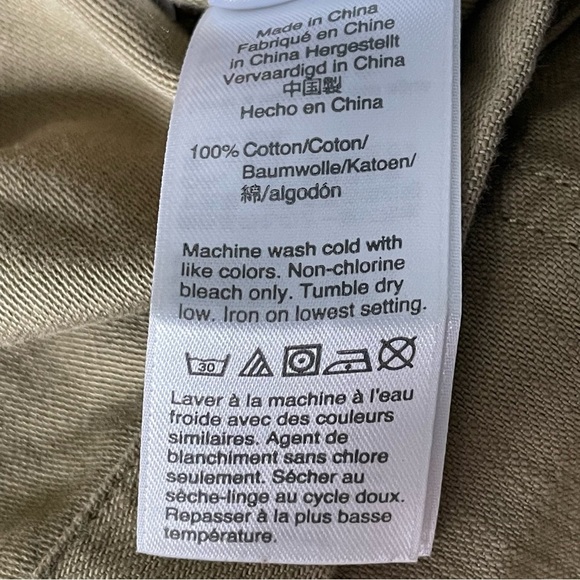 Made in China
Fabriqué en Chine
in China Hergestellt
Vervaardigd in China
中国製
Hecho en China
100% Cotton/Coton/
Baumwolle/Katoen/
綿/algodón
Machine wash cold with
like colors. Non-chlorine
bleach only. Tumble dry
low. Iron on lowest setting.
30
Laver à la machine à l'eau
froide avec des couleurs
similaires. Agent de
blanchiment sans chlore
seulement. Sécher au
sèche-linge au cycle doux.
Repasser à la plus basse
température.